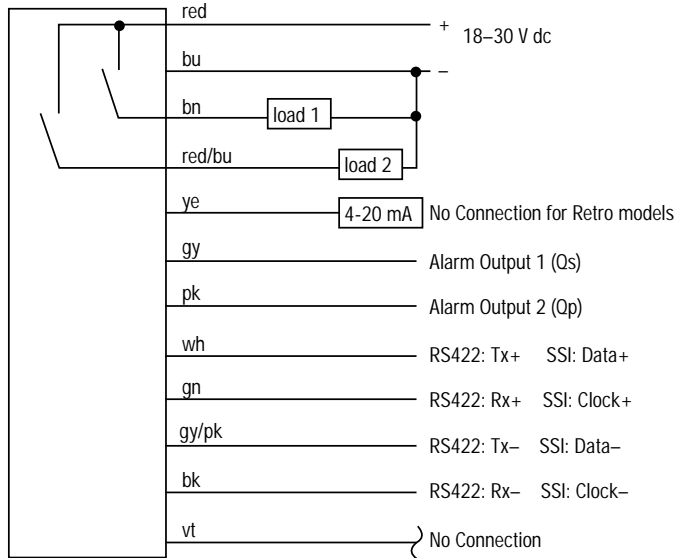 red
+ 18–30 V dc
bu
–
bn
load 1
red/bu
load 2
ye
4-20 mA No Connection for Retro models
gy
Alarm Output 1 (Qs)
pk
Alarm Output 2 (Qp)
wh
RS422: Tx+ SSI: Data+
gn
RS422: Rx+ SSI: Clock+
gy/pk
RS422: Tx– SSI: Data–
bk
RS422: Rx– SSI: Clock–
vt
No Connection